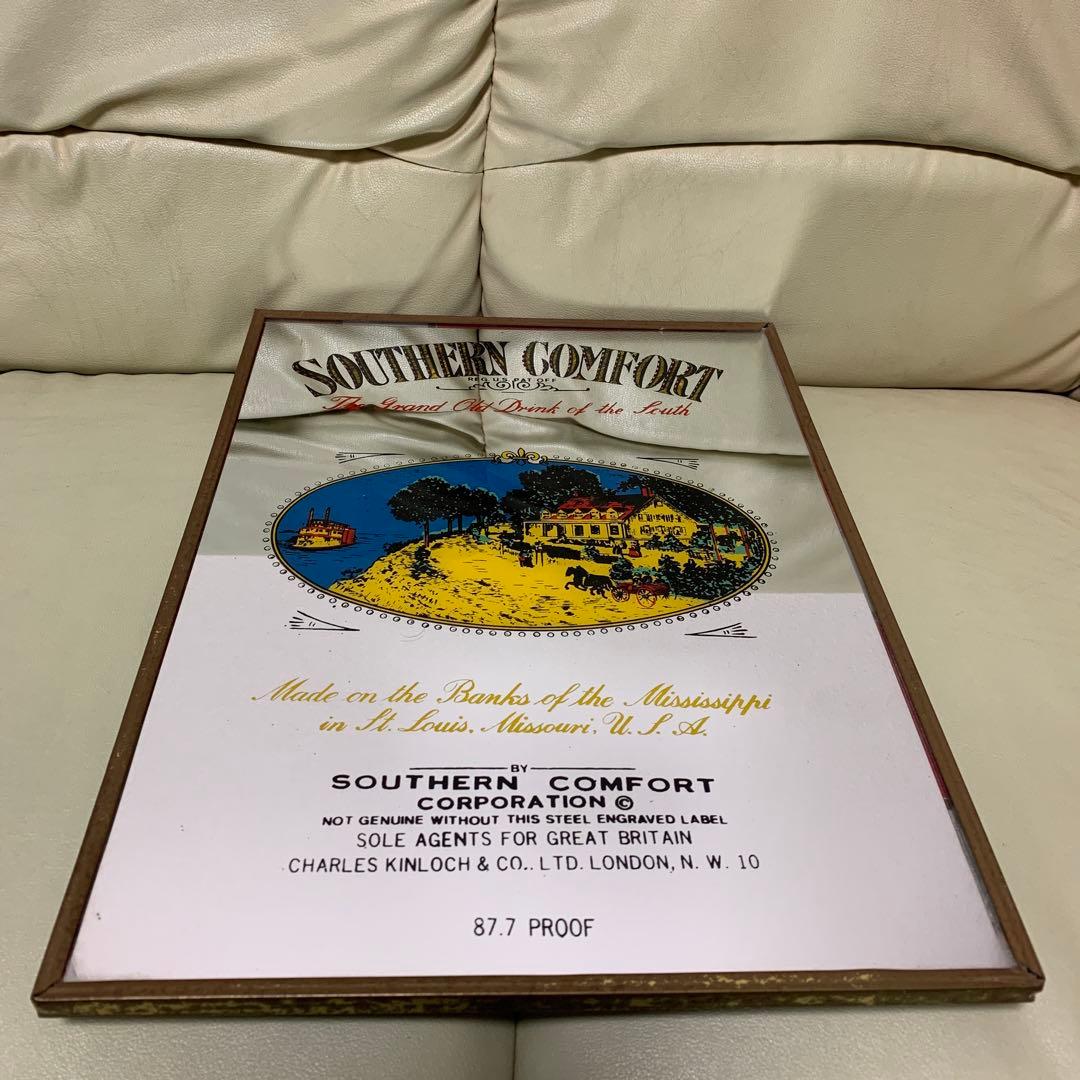 SOUTHERN COMFORT
REG. U.S. PAT. OFF.
The Grand Old Drink of the South
Made on the Banks of the Mississippi
in St. Louis, Missouri, U. S. A.
BY
SOUTHERN COMFORT
CORPORATION ©
NOT GENUINE WITHOUT THIS STEEL ENGRAVED LABEL
SOLE AGENTS FOR GREAT BRITAIN
CHARLES KINLOCH & CO., LTD. LONDON, N. W. 10
87.7 PROOF